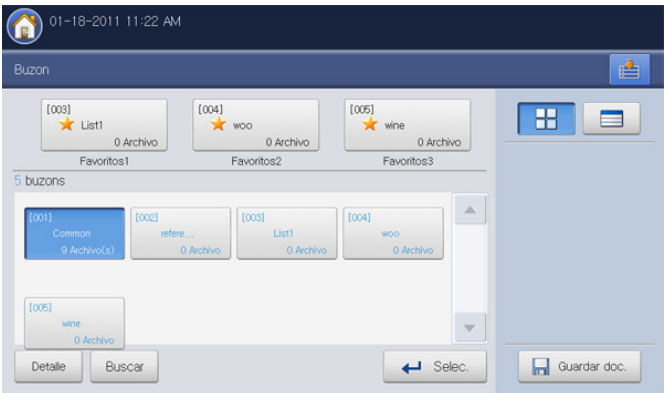 01-18-2011 11:22 AM
Buzon
[003]
List1
0 Archivo
Favoritos1
[004]
woo
0 Archivo
Favoritos2
[005]
wine
0 Archivo
Favoritos3
5 buzons
[001]
Common
9 Archivo(s)
[002]
refere...
0 Archivo
[003]
List1
0 Archivo
[004]
woo
0 Archivo
[005]
wine
0 Archivo
Detalle
Buscar
Selec.
Guardar doc.